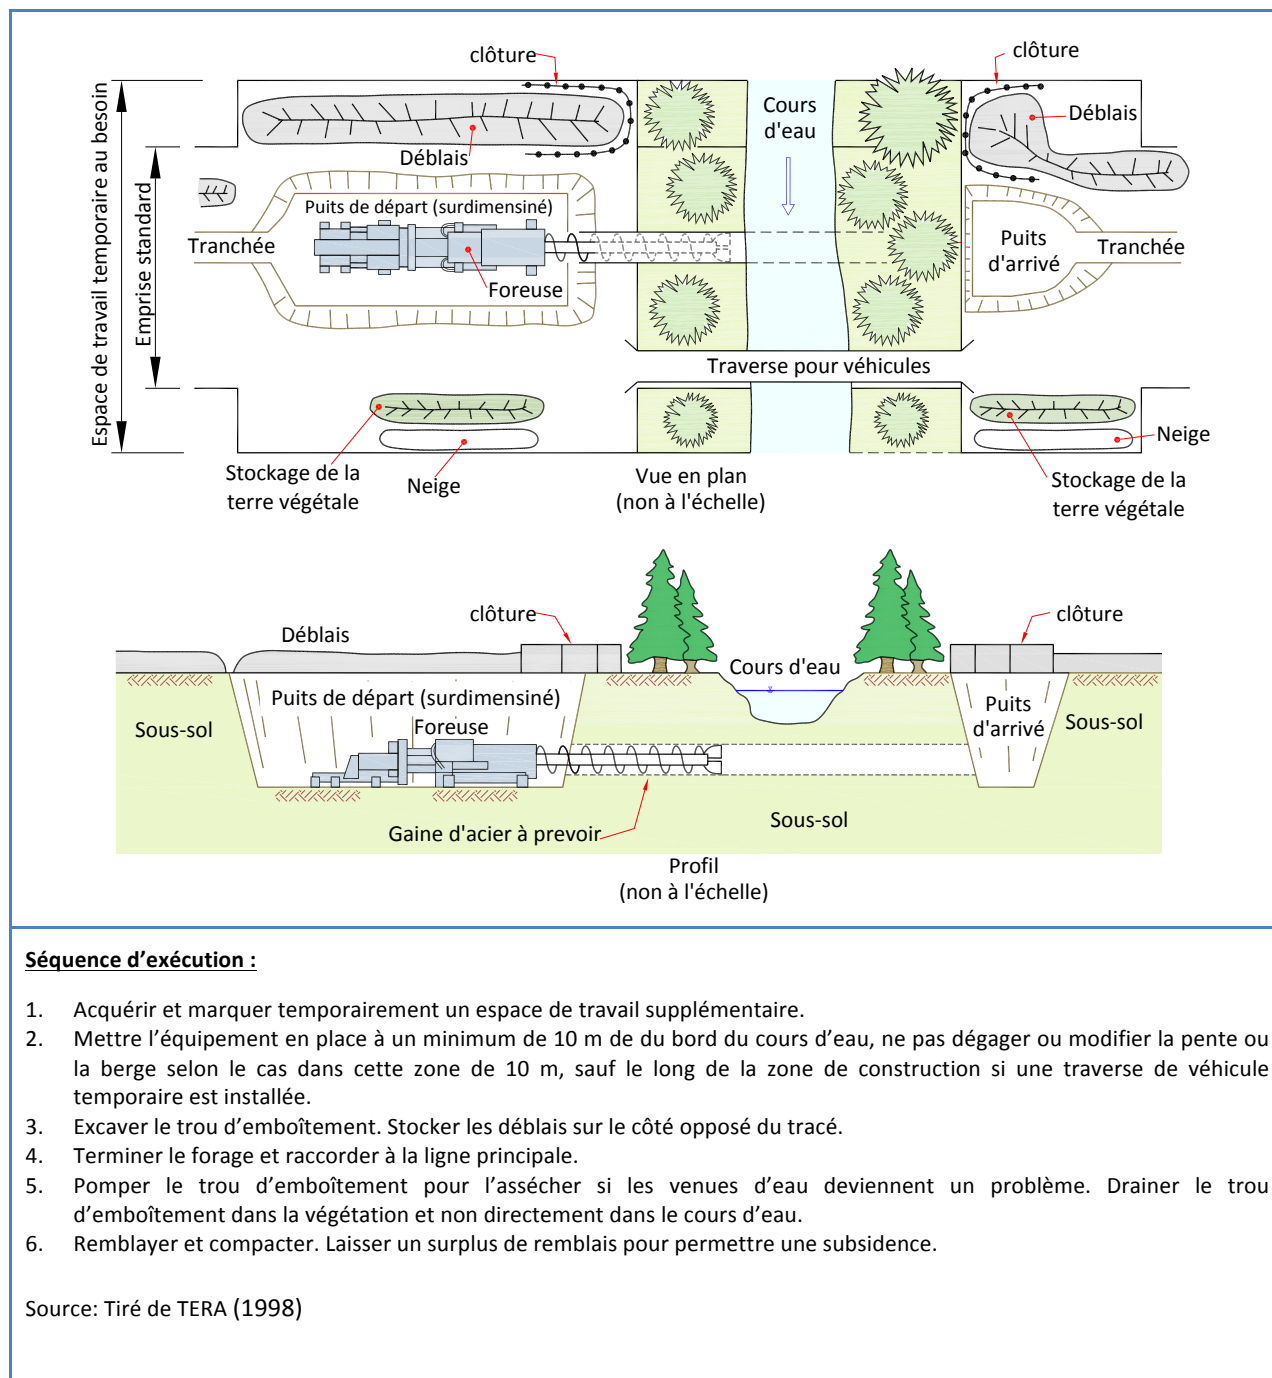 clôture
clôture
Cours
d'eau
Déblais
Déblais
Espace de travail temporaire au besoin
Emprise standard
Puits de départ (surdimensiné)
Tranchée
Foreuse
Puits
d'arrivé
Tranchée
Traverse pour véhicules
Stockage de la
terre végétale
Neige
Vue en plan
(non à l'échelle)
Neige
Stockage de la
terre végétale
clôture
clôture
Déblais
Cours d'eau
Puits de départ (surdimensiné)
Foreuse
Sous-sol
Puits
d'arrivé
Sous-sol
Gaine d'acier à prevoir
Sous-sol
Profil
(non à l'échelle)
Séquence d'exécution :
1. Acquérir et marquer temporairement un espace de travail supplémentaire.
2. Mettre l'équipement en place à un minimum de 10 m de du bord du cours d'eau, ne pas dégager ou modifier la pente ou
la berge selon le cas dans cette zone de 10 m, sauf le long de la zone de construction si une traverse de véhicule
temporaire est installée.
3. Excaver le trou d'emboîtement. Stocker les déblais sur le côté opposé du tracé.
4. Terminer le forage et raccorder à la ligne principale.
5. Pomper le trou d'emboîtement pour l'assécher si les venues d'eau deviennent un problème. Drainer le trou
d'emboîtement dans la végétation et non directement dans le cours d'eau.
6. Remblayer et compacter. Laisser un surplus de remblais pour permettre une subsidence.
Source: Tiré de TERA (1998)